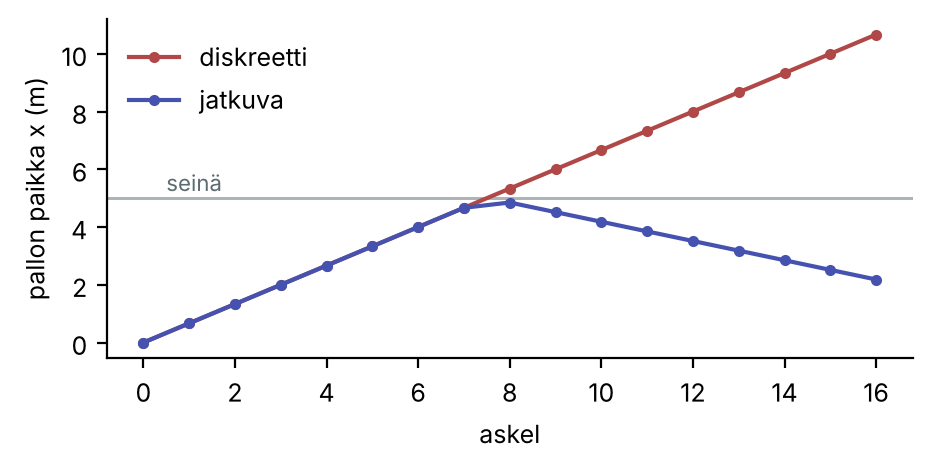 diskreetti
jatkuva
seinä
pallon paikka x (m)
10
8
6
4
2
0
0 2 4 6 8 10 12 14 16
askel